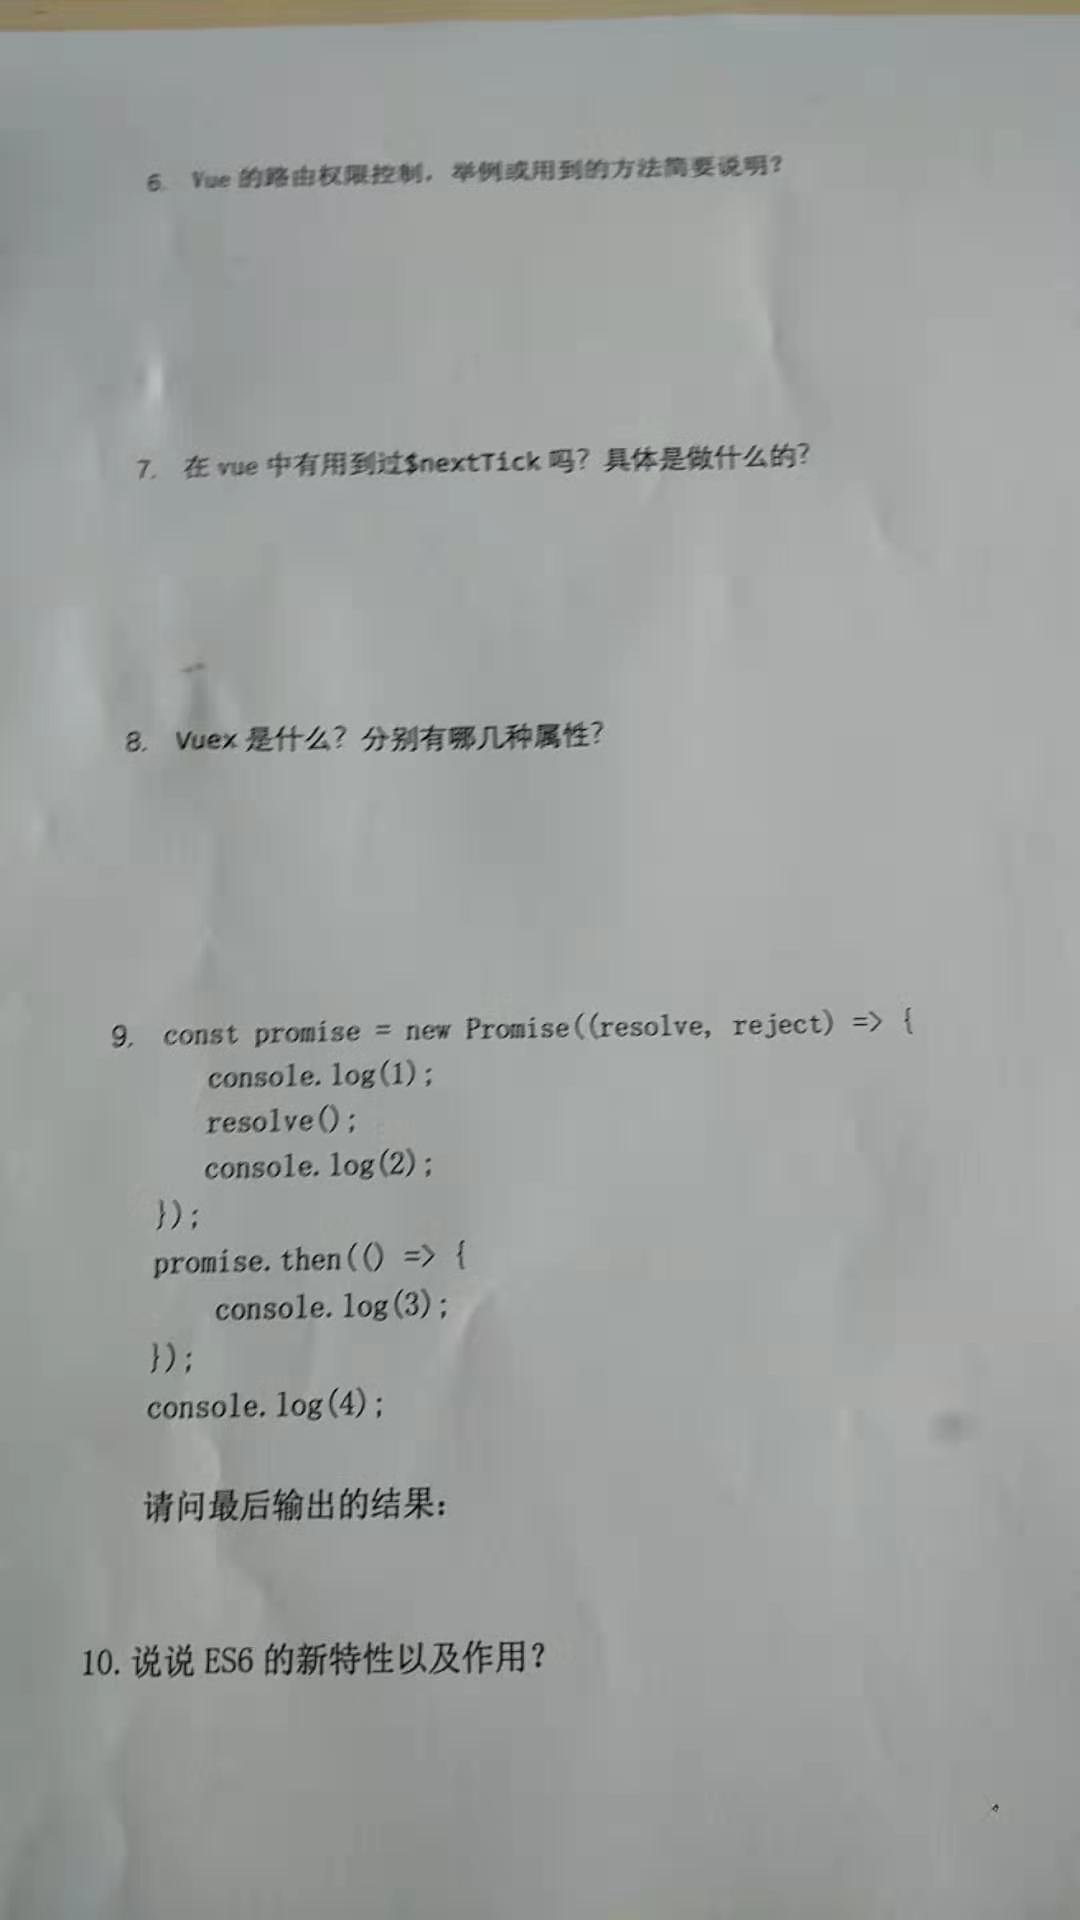 6. Vue 的路由权限控制，举例或用到的方法简要说明？
7. 在 vue 中有用到过$nextTick 吗？具体是做什么的？
8. Vuex 是什么？分别有哪几种属性？
9. const promise = new Promise((resolve, reject) => {
console.log(1);
resolve();
console.log(2);
});
promise.then(() => {
console.log(3);
});
console.log(4);
请问最后输出的结果：
10. 说说 ES6 的新特性以及作用？